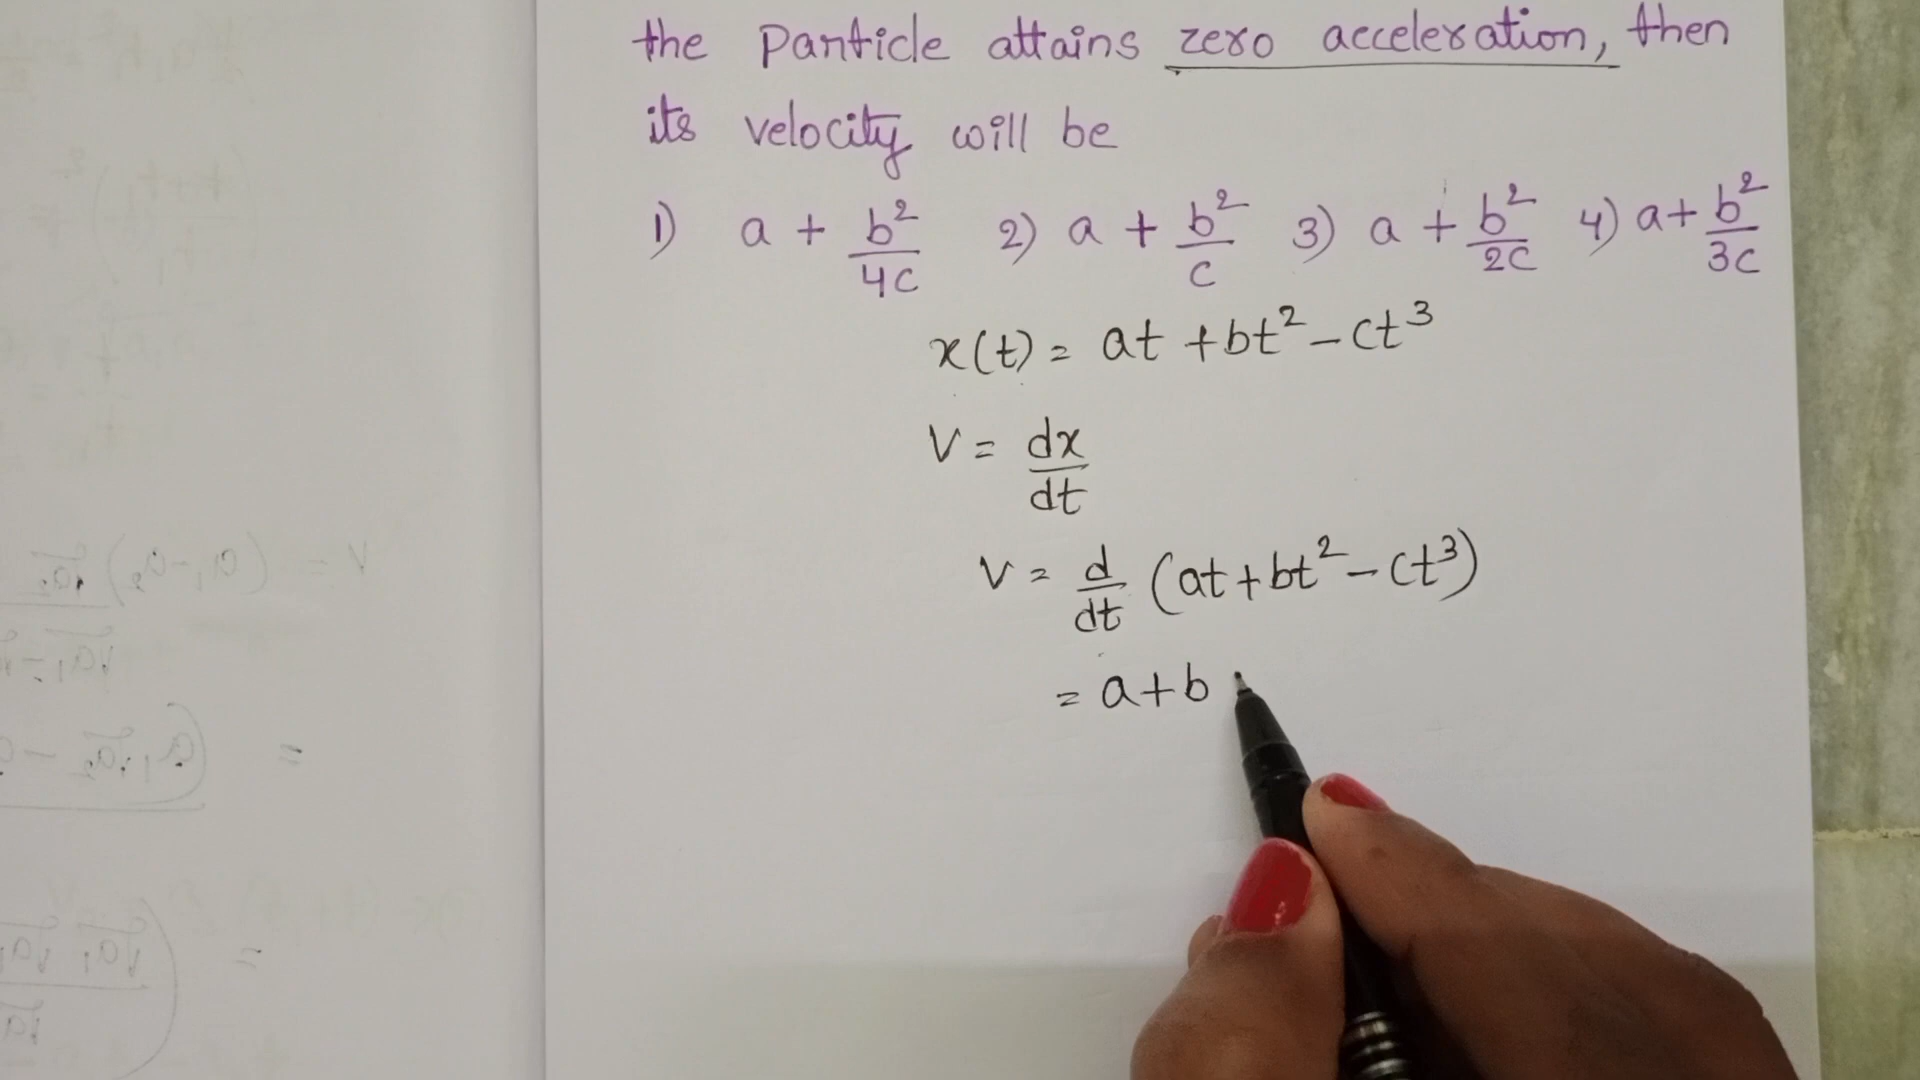 the particle attains zero acceleration, then
its velocity will be
1) a + b²/4c 2) a + b²/c 3) a + b²/2c 4) a + b²/3c
x(t) = at + bt² - ct³
V = dx/dt
V = d/dt (at + bt² - ct³)
= a + b